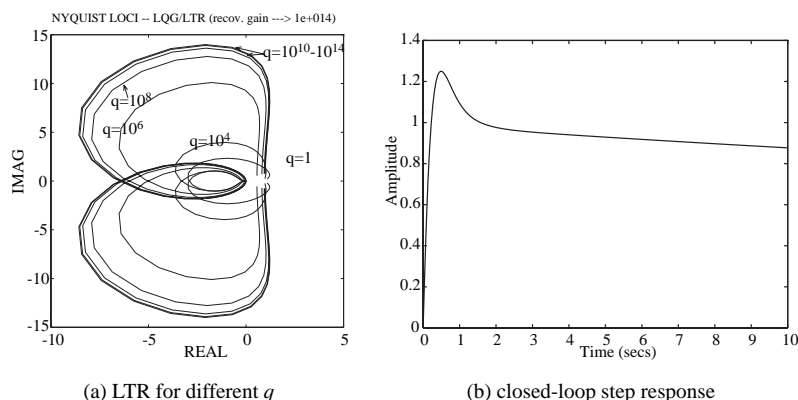 NYQUIST LOCI -- LQG/LTR (recov. gain ---> 1e+014)
15
10
5
0
-5
-10
-15
-10
-5
0
5
IMAG
REAL
q=10¹⁰-10¹⁴
q=10⁸
q=10⁶
q=10⁴
q=1
(a) LTR for different q
1.4
1.2
1
0.8
0.6
0.4
0.2
0
0 1 2 3 4 5 6 7 8 9 10
Amplitude
Time (secs)
(b) closed-loop step response